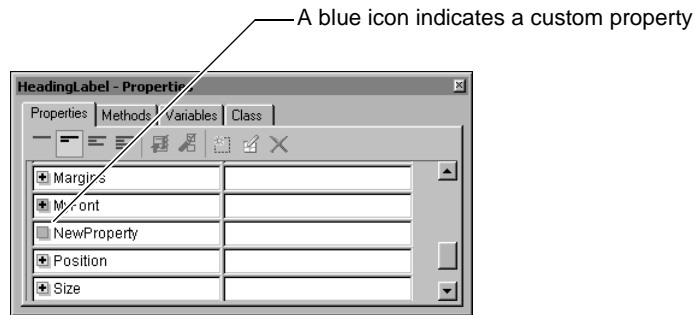 A blue icon indicates a custom property
HeadingLabel - Properties
Properties Methods Variables Class
Margins
MyFont
NewProperty
Position
Size